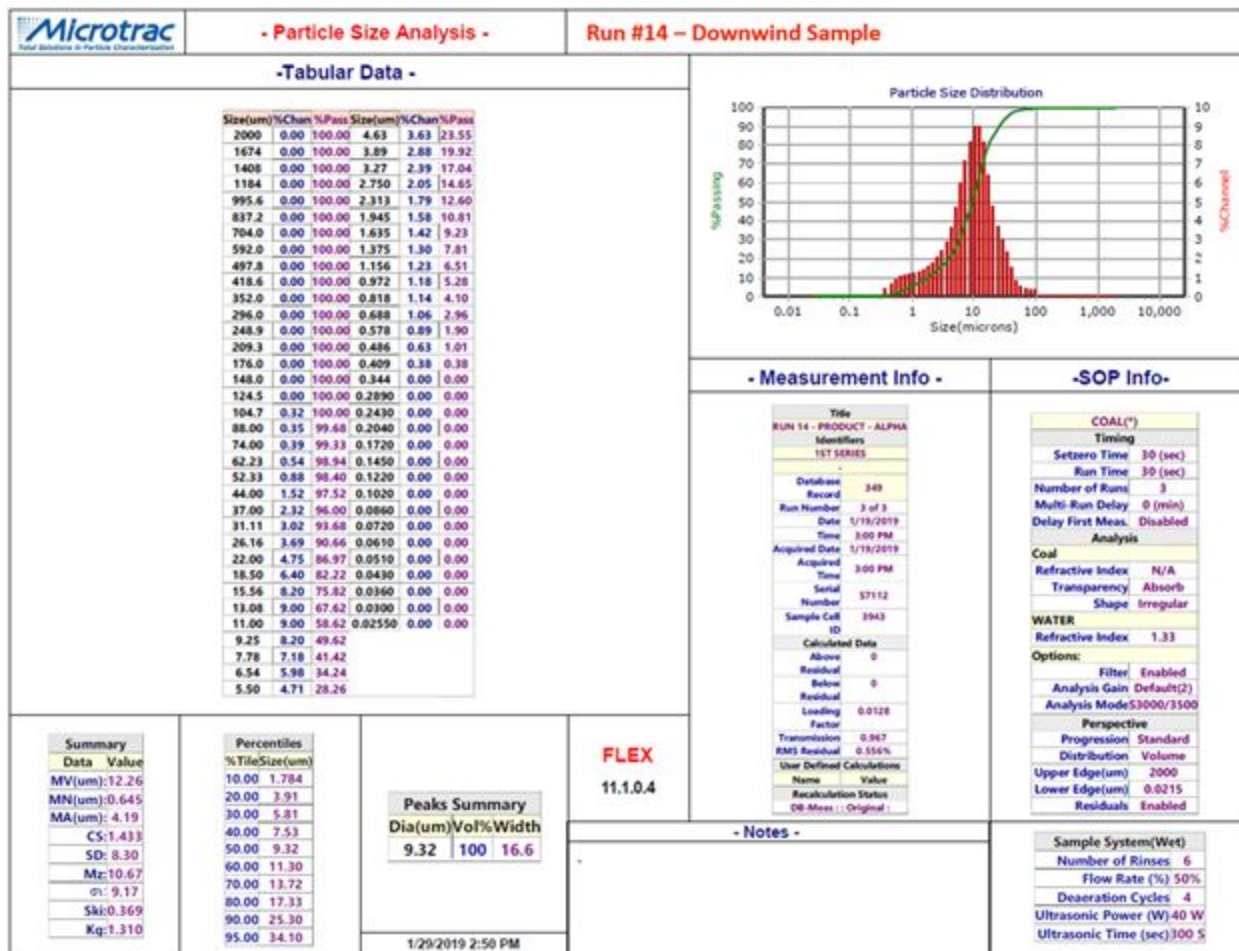 Microtrac
Total Solutions in Particle Characterization
- Particle Size Analysis -
Run #14 – Downwind Sample
-Tabular Data -
Size(um) %Chan %Pass Size(um) %Chan %Pass
2000 0.00 100.00 4.63 3.63 23.55
1674 0.00 100.00 3.89 2.88 19.92
1408 0.00 100.00 3.27 2.39 17.04
1184 0.00 100.00 2.750 2.05 14.65
995.6 0.00 100.00 2.313 1.79 12.60
837.2 0.00 100.00 1.945 1.58 10.81
704.0 0.00 100.00 1.635 1.42 9.23
592.0 0.00 100.00 1.375 1.30 7.81
497.8 0.00 100.00 1.156 1.23 6.51
418.6 0.00 100.00 0.972 1.18 5.28
352.0 0.00 100.00 0.818 1.14 4.10
296.0 0.00 100.00 0.688 1.06 2.96
248.9 0.00 100.00 0.578 0.89 1.90
209.3 0.00 100.00 0.486 0.63 1.01
176.0 0.00 100.00 0.409 0.38 0.38
148.0 0.00 100.00 0.344 0.00 0.00
124.5 0.00 100.00 0.2890 0.00 0.00
104.7 0.32 100.00 0.2430 0.00 0.00
88.00 0.35 99.68 0.2040 0.00 0.00
74.00 0.39 99.33 0.1720 0.00 0.00
62.23 0.54 98.94 0.1450 0.00 0.00
52.33 0.88 98.40 0.1220 0.00 0.00
44.00 1.52 97.52 0.1020 0.00 0.00
37.00 2.32 96.00 0.0860 0.00 0.00
31.11 3.02 93.68 0.0720 0.00 0.00
26.16 3.69 90.66 0.0610 0.00 0.00
22.00 4.75 86.97 0.0510 0.00 0.00
18.50 6.40 82.22 0.0430 0.00 0.00
15.56 8.20 75.82 0.0360 0.00 0.00
13.08 9.00 67.62 0.0300 0.00 0.00
11.00 9.00 58.62 0.02550 0.00 0.00
9.25 8.20 49.62
7.78 7.18 41.42
6.54 5.98 34.24
5.50 4.71 28.26
Particle Size Distribution
%Passing
100 90 80 70 60 50 40 30 20 10 0
10 9 8 7 6 5 4 3 2 1 0
%Channel
0.01 0.1 1 10 100 1,000 10,000
Size(microns)
- Measurement Info -
Title
RUN 14 - PRODUCT - ALPHA
Identifiers
1ST SERIES
-
Database Record 349
Run Number 3 of 3
Date 1/19/2019
Time 3:00 PM
Acquired Date 1/19/2019
Acquired Time 3:00 PM
Serial Number S7112
Sample Cell ID 3943
Calculated Data
Above Residual 0
Below Residual 0
Loading Factor 0.0128
Transmission 0.967
RMS Residual 0.556%
User Defined Calculations
Name Value
Recalculation Status
DB-Meas : : Original :
-SOP Info-
COAL(*)
Timing
Setzero Time 30 (sec)
Run Time 30 (sec)
Number of Runs 3
Multi-Run Delay 0 (min)
Delay First Meas. Disabled
Analysis
Coal
Refractive Index N/A
Transparency Absorb
Shape Irregular
WATER
Refractive Index 1.33
Options:
Filter Enabled
Analysis Gain Default(2)
Analysis Mode S3000/3500
Perspective
Progression Standard
Distribution Volume
Upper Edge(um) 2000
Lower Edge(um) 0.0215
Residuals Enabled
Summary
Data Value
MV(um): 12.26
MN(um): 0.645
MA(um): 4.19
CS: 1.433
SD: 8.30
Mz: 10.67
σ1: 9.17
Ski: 0.369
Kg: 1.310
Percentiles
%Tile Size(um)
10.00 1.784
20.00 3.91
30.00 5.81
40.00 7.53
50.00 9.32
60.00 11.30
70.00 13.72
80.00 17.33
90.00 25.30
95.00 34.10
Peaks Summary
Dia(um) Vol% Width
9.32 100 16.6
1/29/2019 2:50 PM
FLEX
11.1.0.4
- Notes -
Sample System(Wet)
Number of Rinses 6
Flow Rate (%) 50%
Deaeration Cycles 4
Ultrasonic Power (W) 40 W
Ultrasonic Time (sec) 300 S